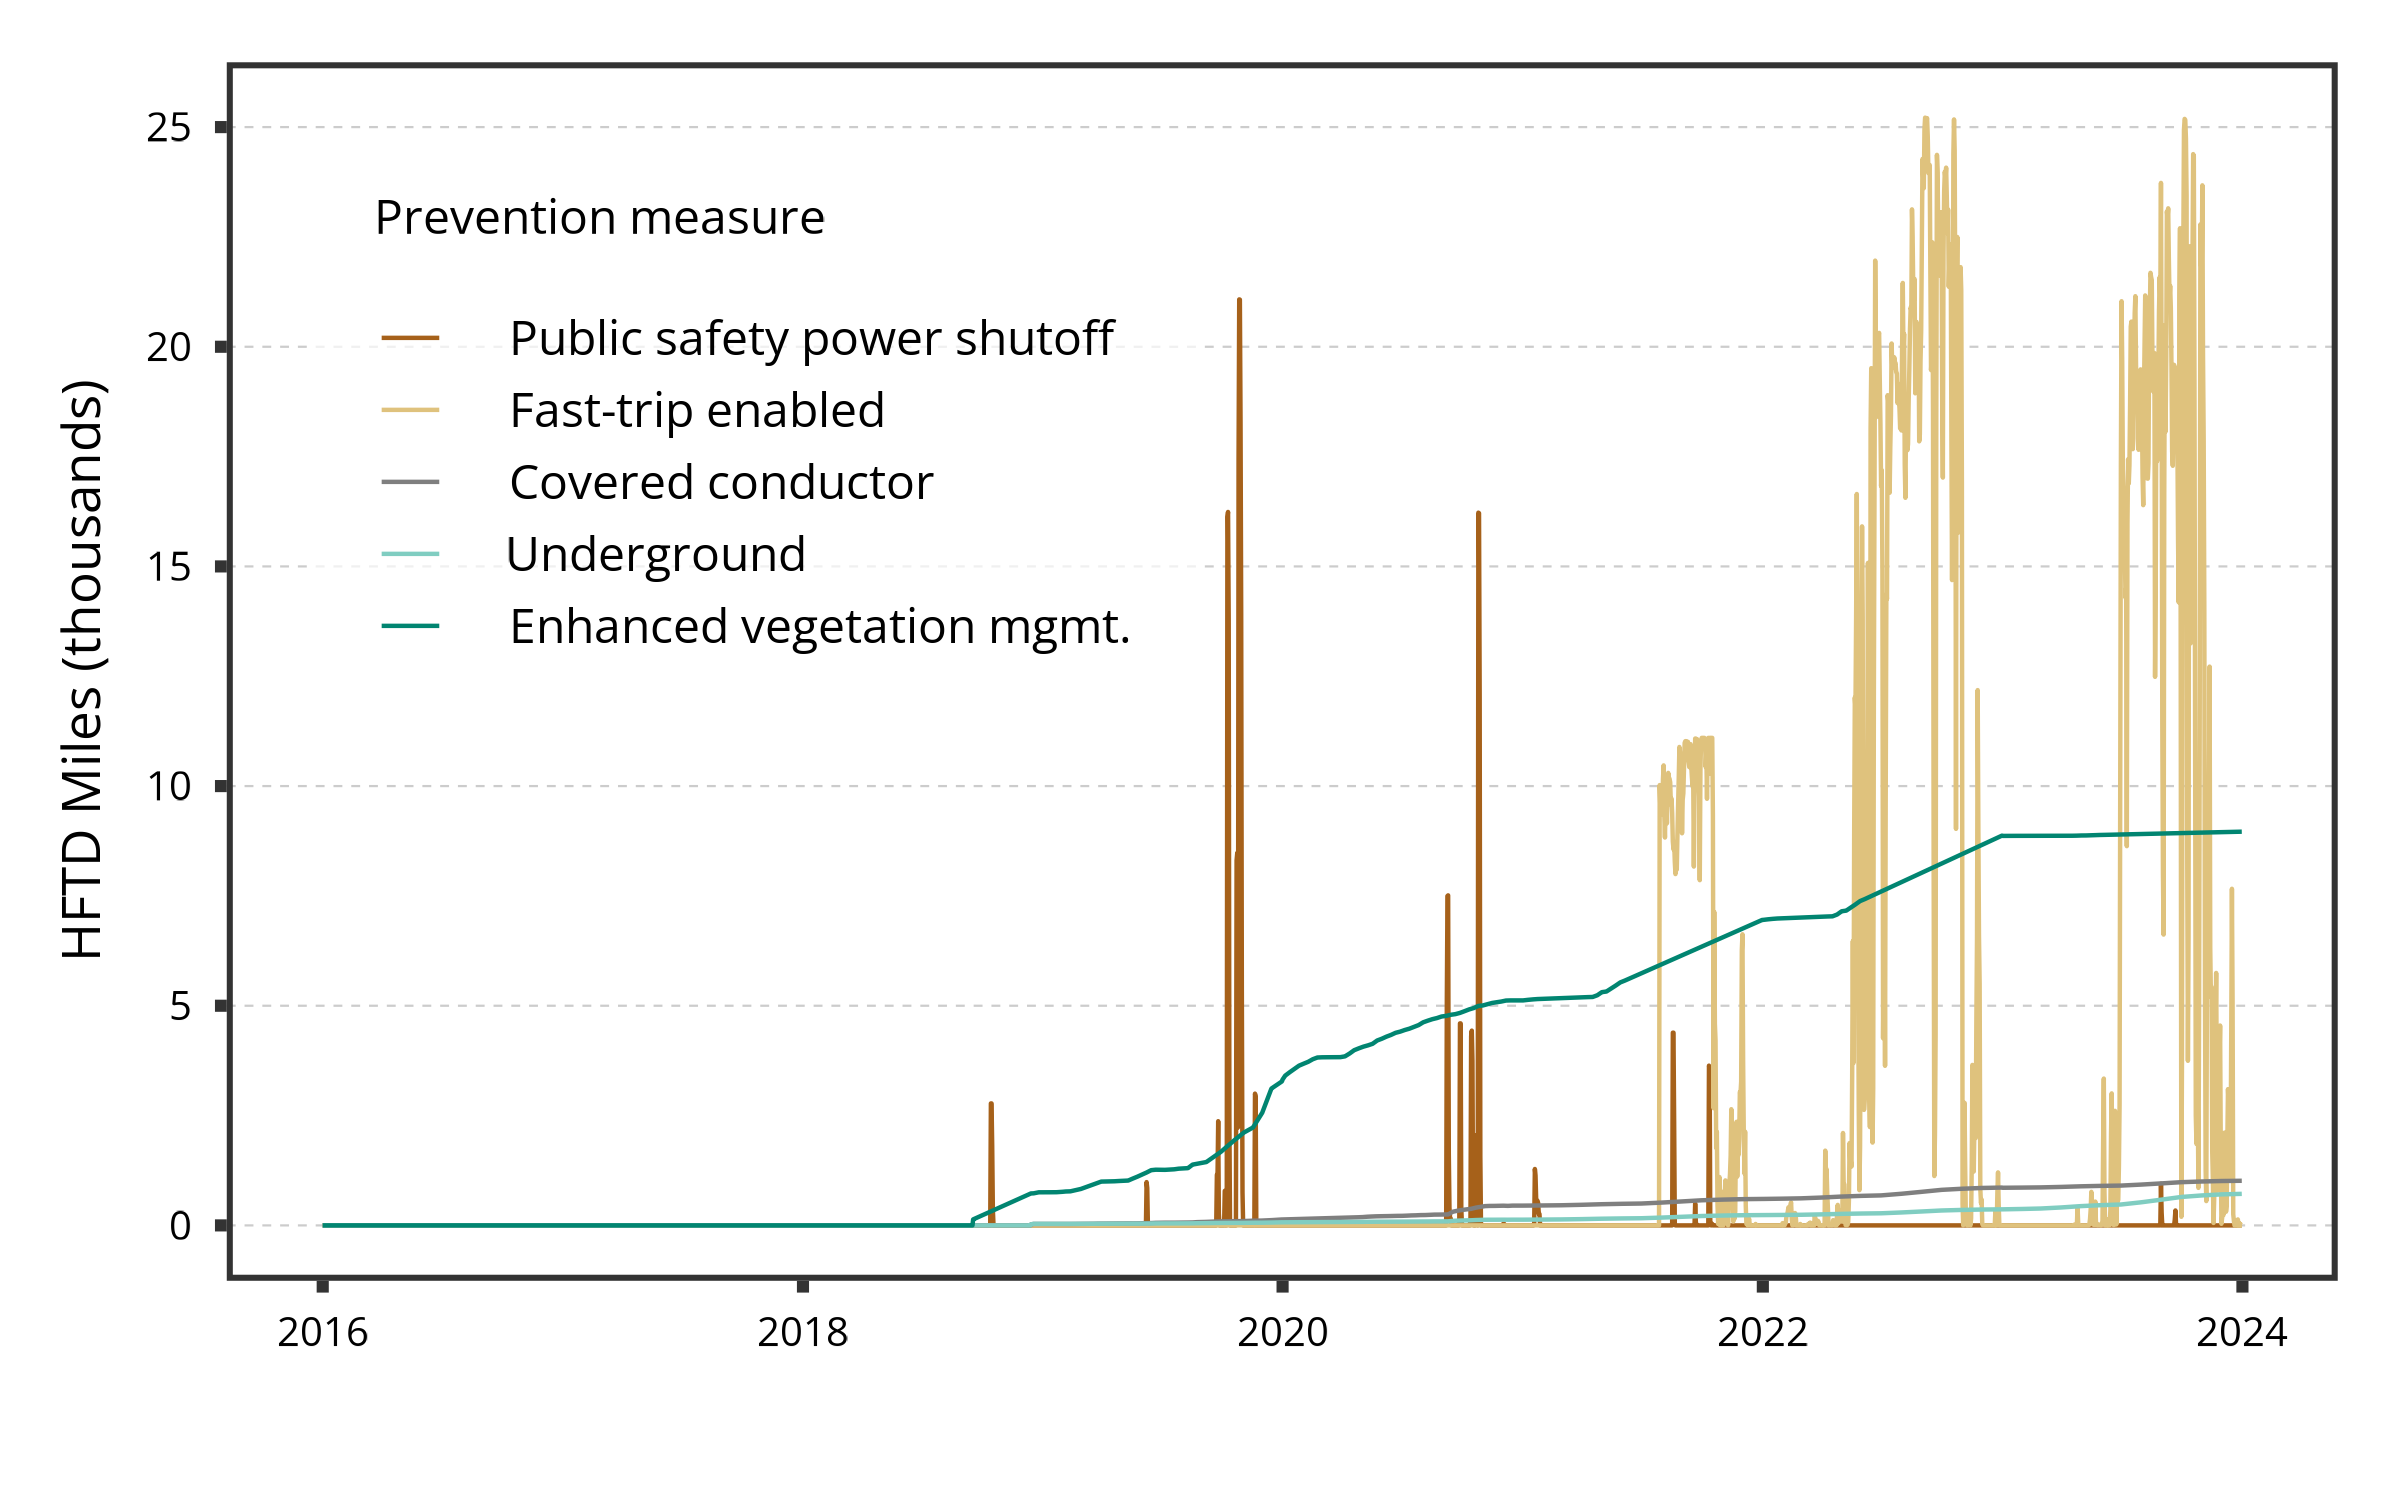 25
20
15
10
5
0
HFTD Miles (thousands)
Prevention measure
Public safety power shutoff
Fast-trip enabled
Covered conductor
Underground
Enhanced vegetation mgmt.
2016 2018 2020 2022 2024